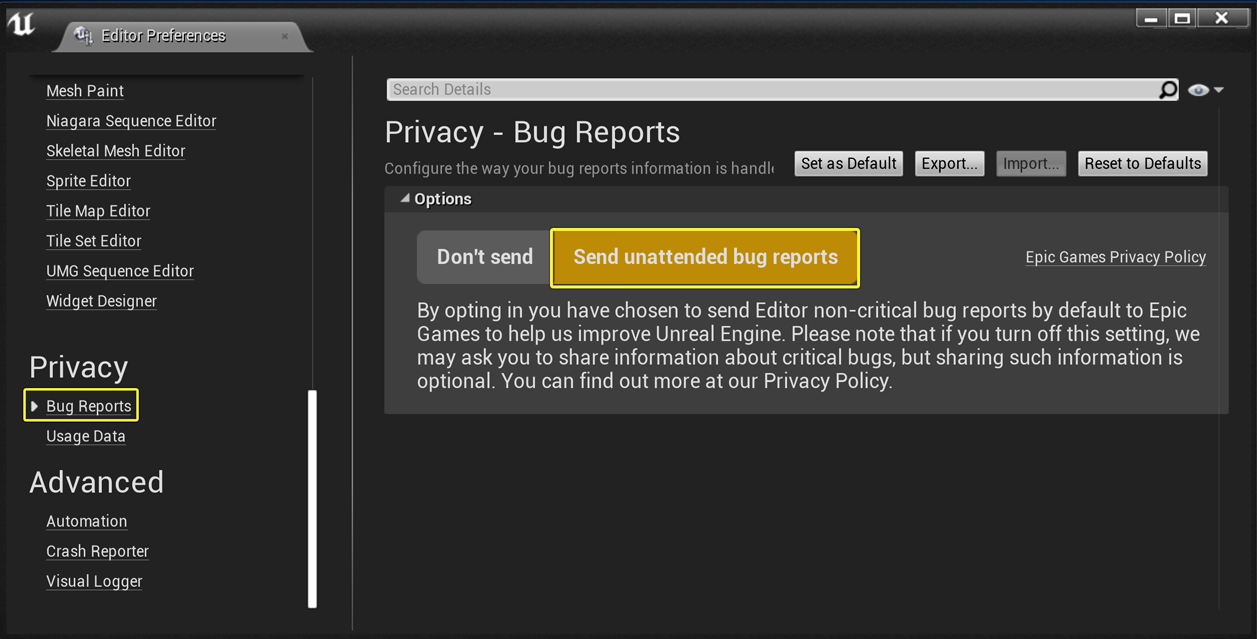 Editor Preferences
Mesh Paint
Niagara Sequence Editor
Skeletal Mesh Editor
Sprite Editor
Tile Map Editor
Tile Set Editor
UMG Sequence Editor
Widget Designer
Privacy
Bug Reports
Usage Data
Advanced
Automation
Crash Reporter
Visual Logger
Search Details
Privacy - Bug Reports
Configure the way your bug reports information is handle
Set as Default
Export...
Import...
Reset to Defaults
Options
Don't send
Send unattended bug reports
Epic Games Privacy Policy
By opting in you have chosen to send Editor non-critical bug reports by default to Epic
Games to help us improve Unreal Engine. Please note that if you turn off this setting, we
may ask you to share information about critical bugs, but sharing such information is
optional. You can find out more at our Privacy Policy.